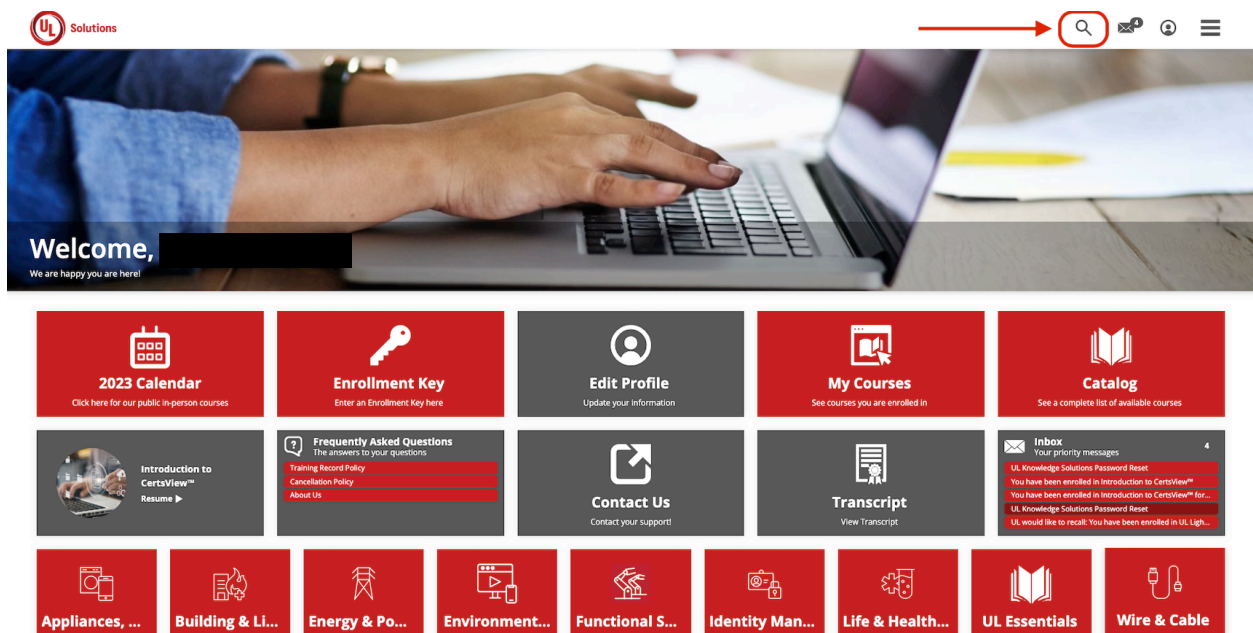 UL Solutions
4
Welcome,
We are happy you are here!
2023 Calendar
Click here for our public in-person courses
Enrollment Key
Enter an Enrollment Key here
Edit Profile
Update your information
My Courses
See courses you are enrolled in
Catalog
See a complete list of available courses
Introduction to
CertsView™
Resume
Frequently Asked Questions
The answers to your questions
Training Record Policy
Cancellation Policy
About Us
Contact Us
Contact your support!
Transcript
View Transcript
Inbox
4
Your priority messages
UL Knowledge Solutions Password Reset
You have been enrolled in Introduction to CertsView™
You have been enrolled in Introduction to CertsView™ for...
UL Knowledge Solutions Password Reset
UL would like to recall: You have been enrolled in UL Ligh...
Appliances, ...
Building & Li...
Energy & Po...
Environment...
Functional S...
Identity Man...
Life & Health...
UL Essentials
Wire & Cable